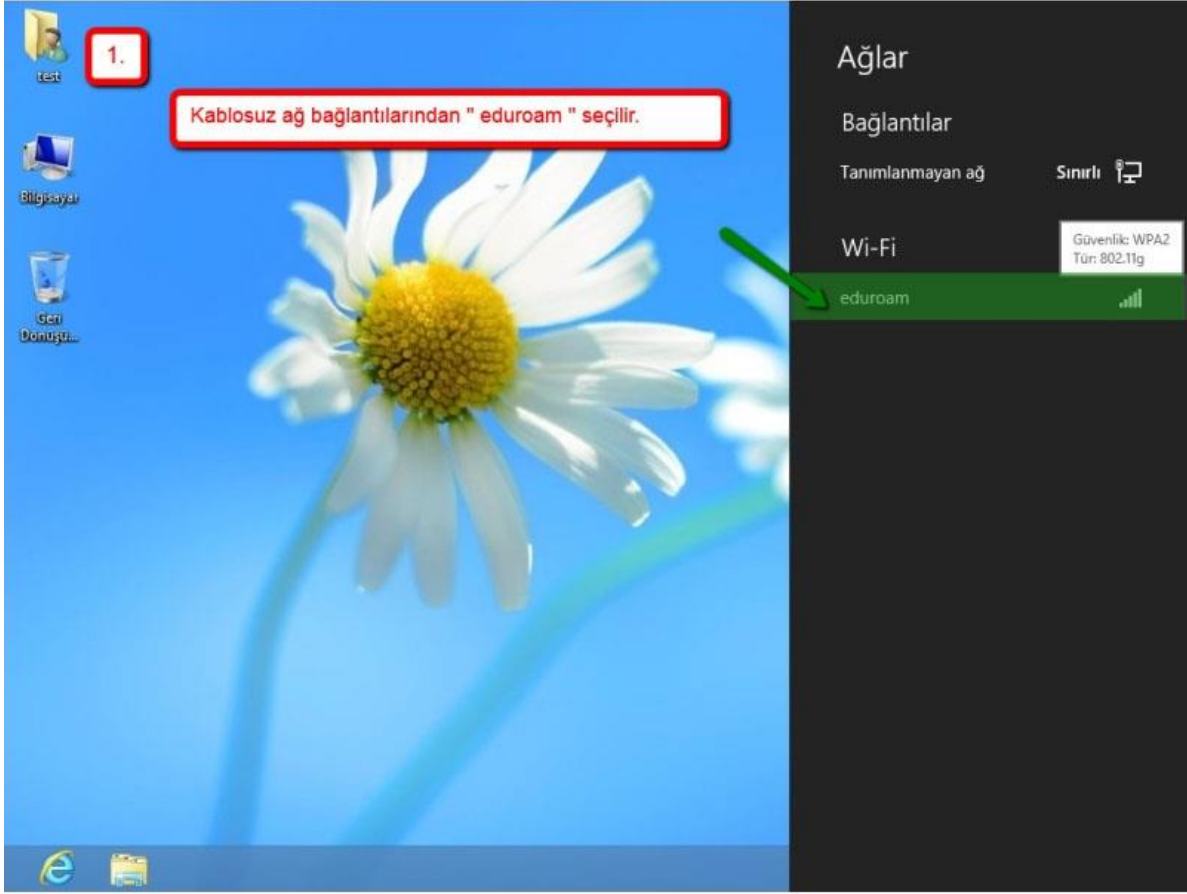 test
1.
Kablosuz ağ bağlantılarından " eduroam " seçilir.
Bilgisayar
Geri
Dönüşü...
Ağlar
Bağlantılar
Tanımlanmayan ağ Sınırlı
Wi-Fi
Güvenlik: WPA2
Tür: 802.11g
eduroam